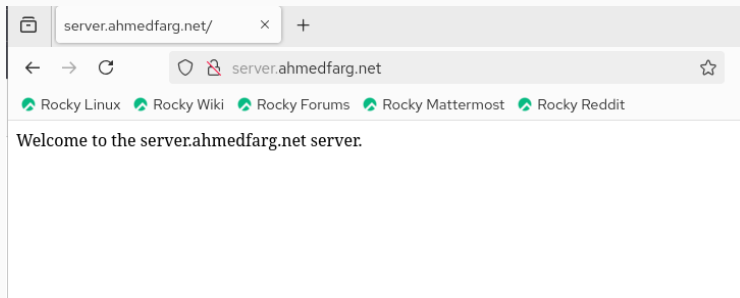 server.ahmedfarg.net/
server.ahmedfarg.net
Rocky Linux Rocky Wiki Rocky Forums Rocky Mattermost Rocky Reddit
Welcome to the server.ahmedfarg.net server.